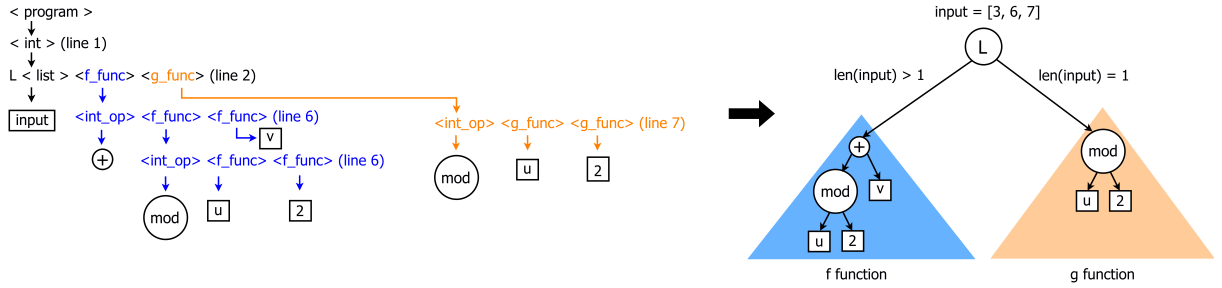 < program >
< int > (line 1)
L < list > <f_func> <g_func> (line 2)
input
<int_op> <f_func> <f_func> (line 6)
+
v
<int_op> <f_func> <f_func> (line 6)
mod
u
2
<int_op> <g_func> <g_func> (line 7)
mod
u
2
input = [3, 6, 7]
L
len(input) > 1
len(input) = 1
+
mod
v
u
2
f function
mod
u
2
g function